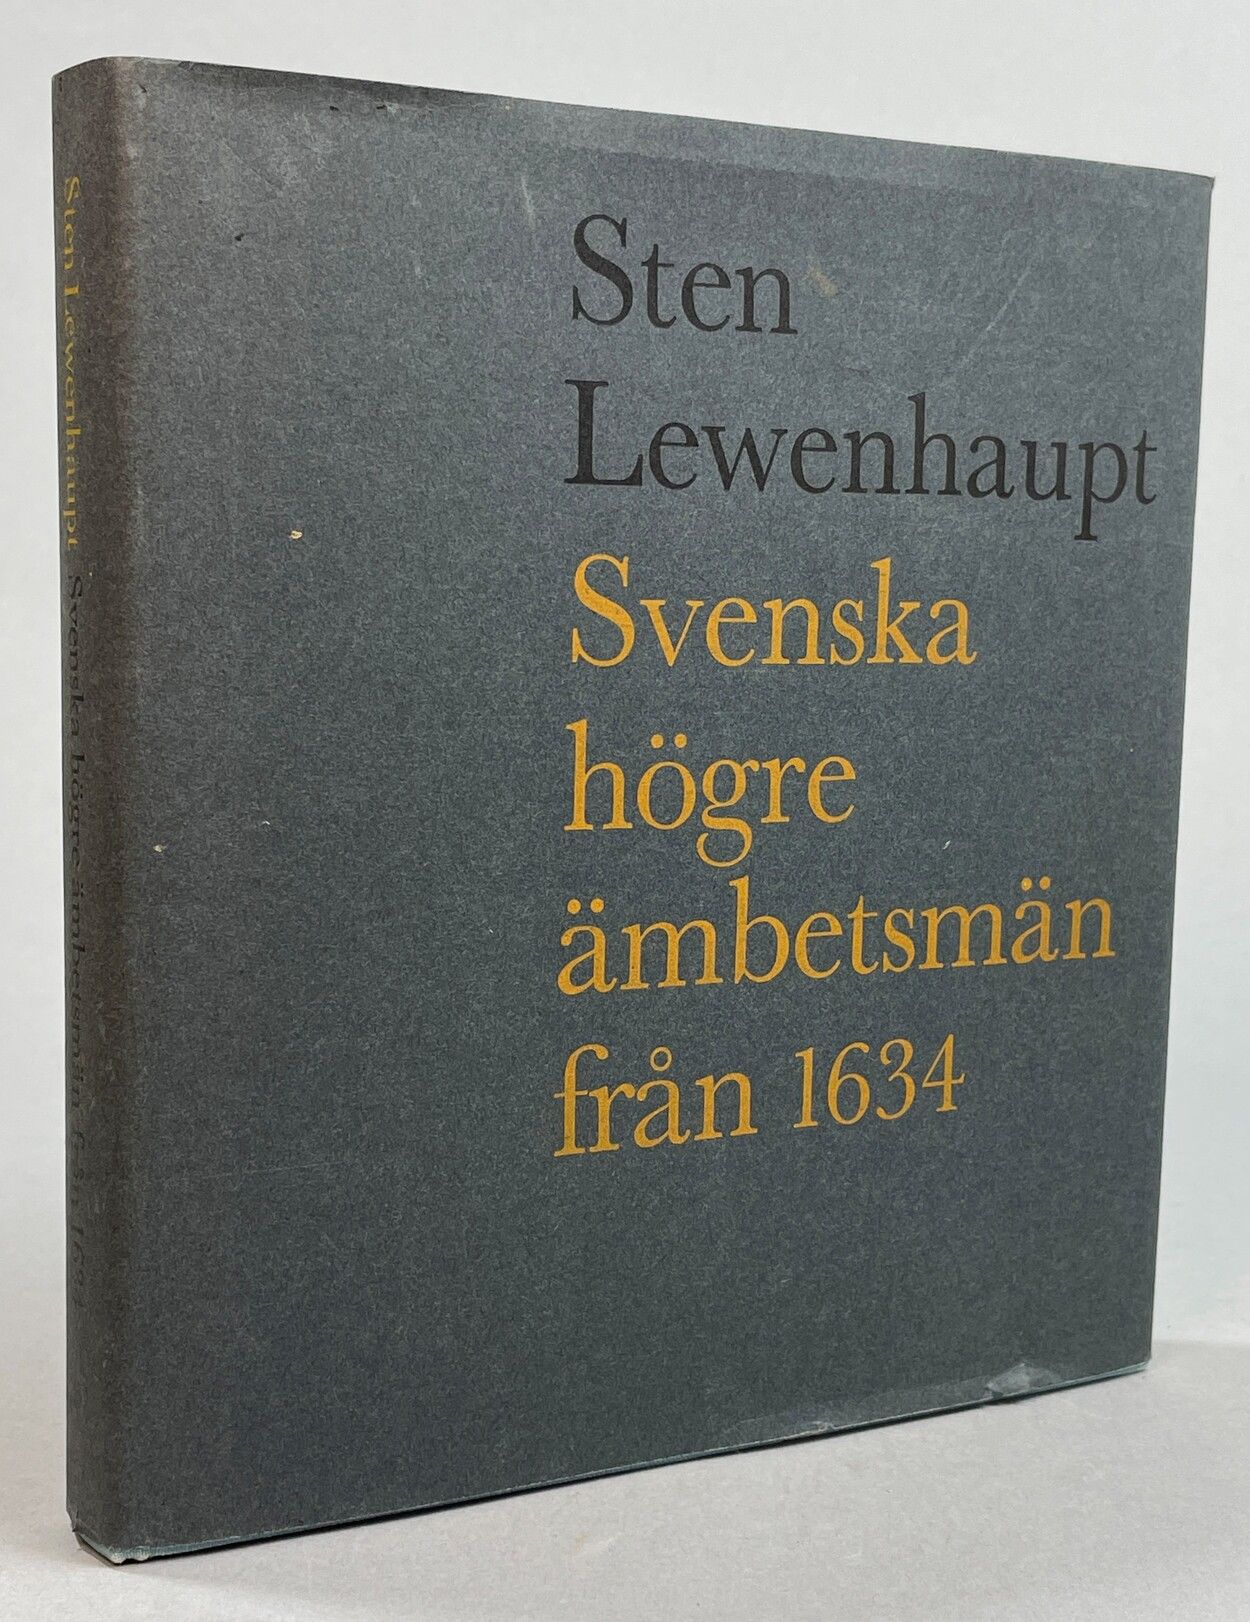 Sten
Lewenhaupt
Svenska
högre
ämbetsmän
från 1634
Sten Lewenhaupt Svenska högre ämbetsmän från 1634